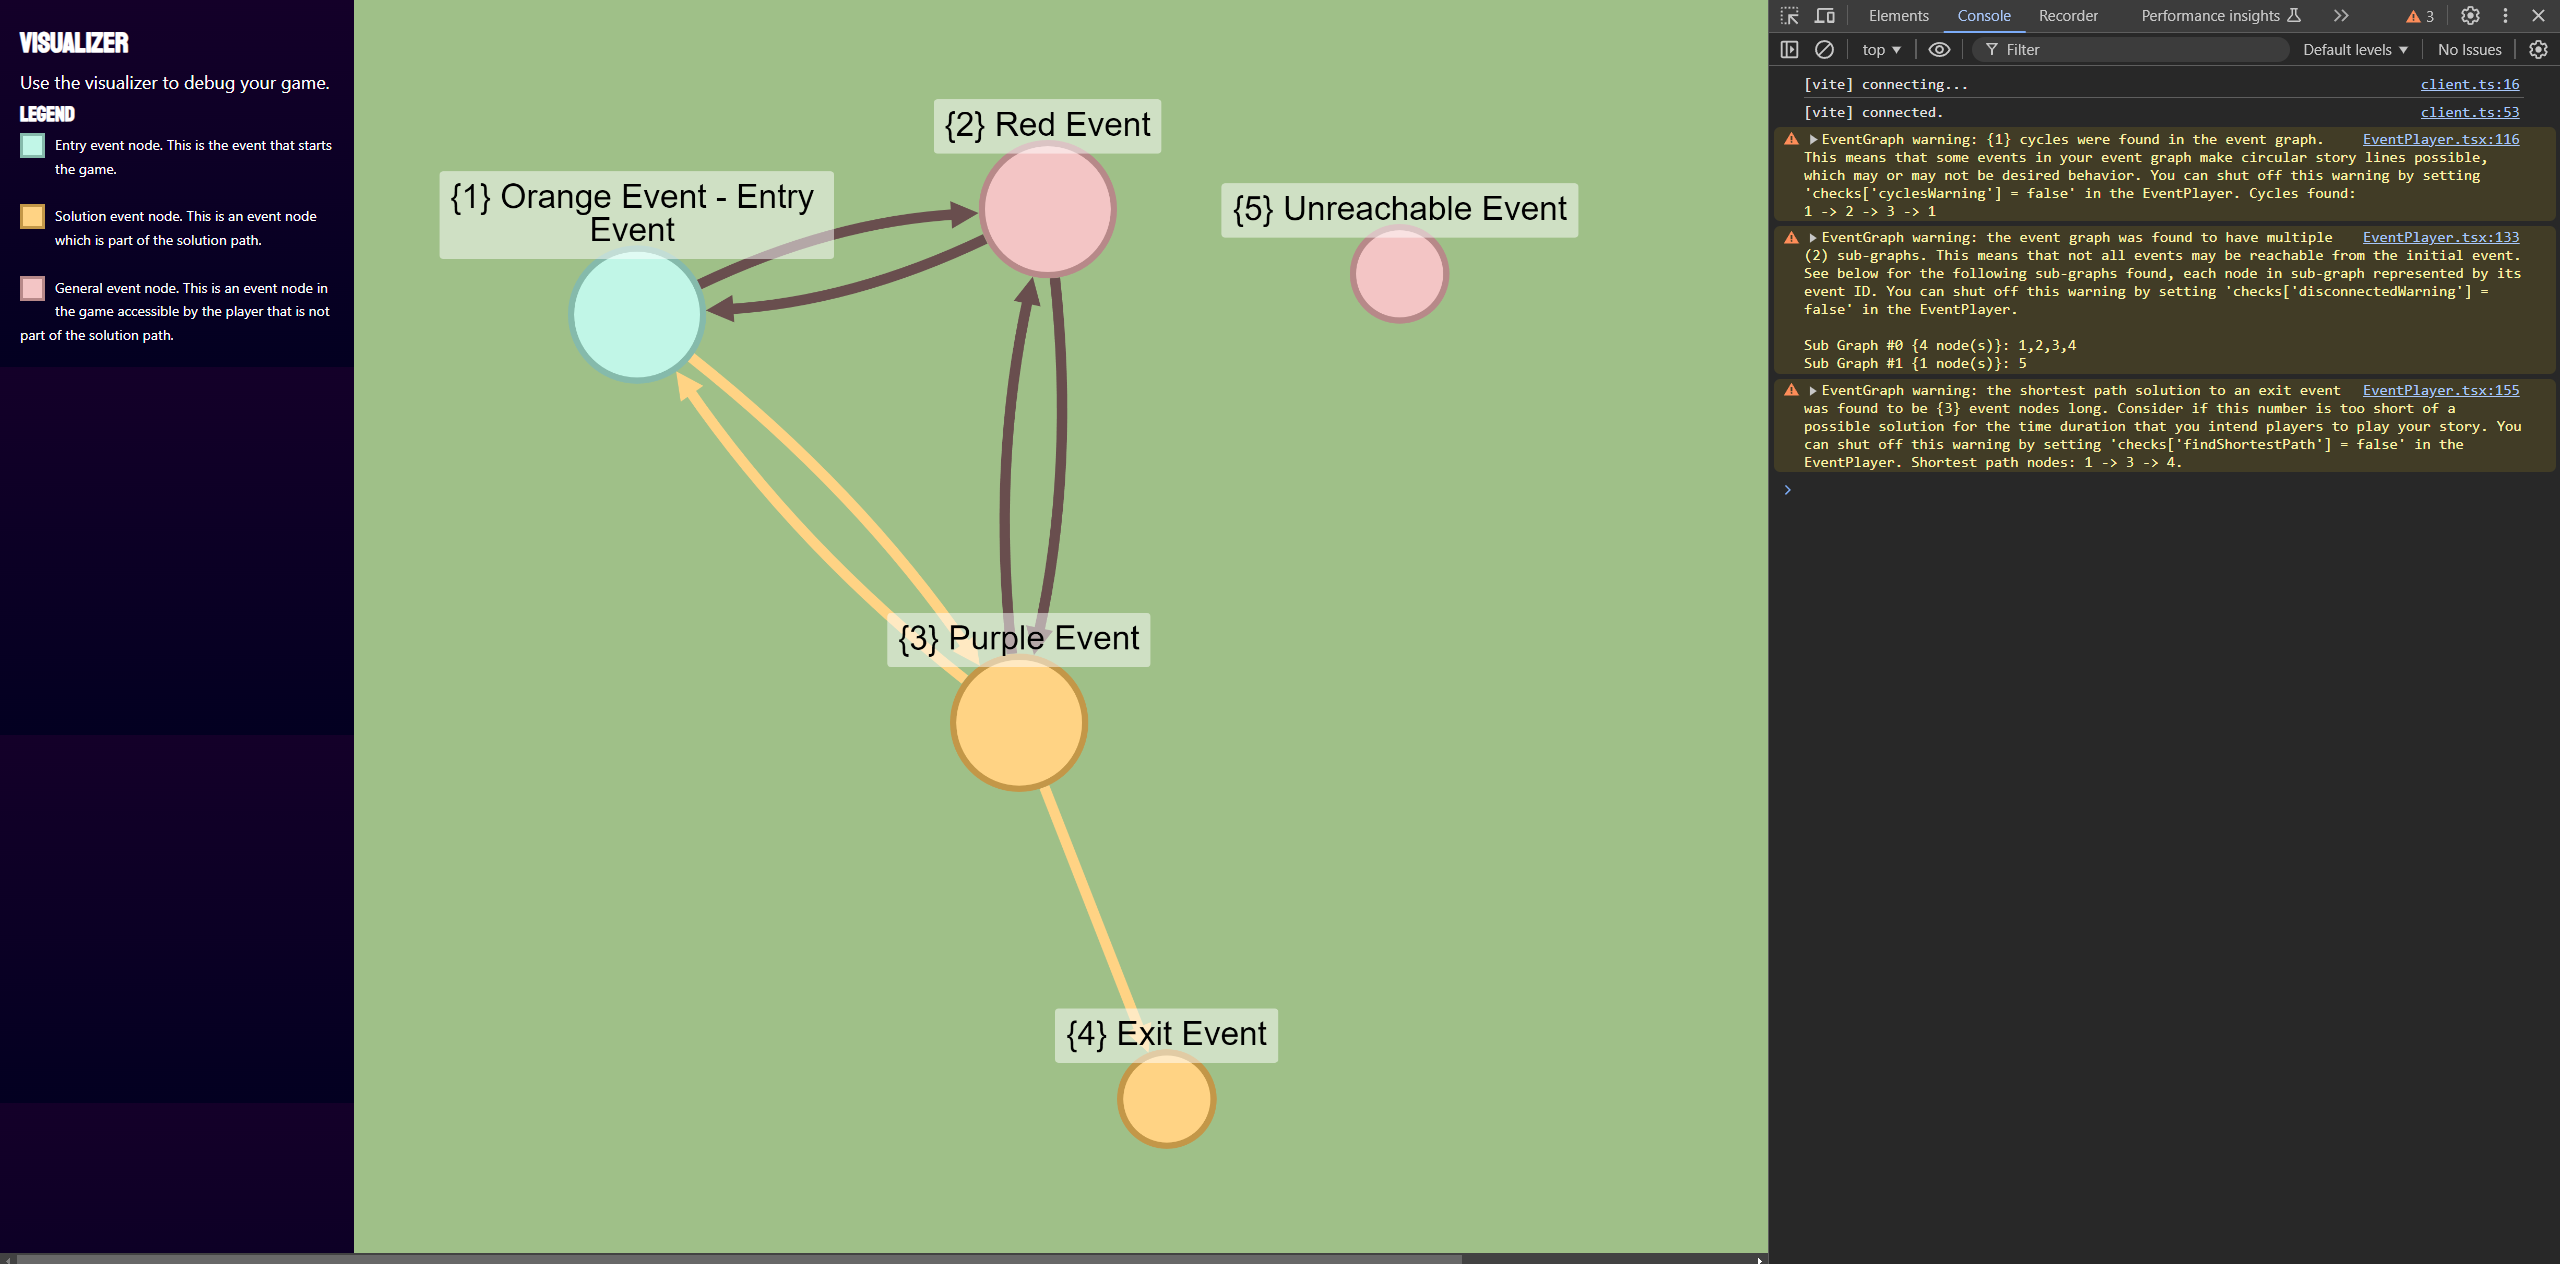 VISUALIZER
Use the visualizer to debug your game.
LEGEND
Entry event node. This is the event that starts
the game.
Solution event node. This is an event node
which is part of the solution path.
General event node. This is an event node in
the game accessible by the player that is not
part of the solution path.
{1} Orange Event - Entry
Event
{2} Red Event
{5} Unreachable Event
{3} Purple Event
{4} Exit Event
Elements Console Recorder Performance insights 3
top Filter Default levels No Issues
[vite] connecting... client.ts:16
[vite] connected. client.ts:53
EventGraph warning: {1} cycles were found in the event graph. EventPlayer.tsx:116
This means that some events in your event graph make circular story lines possible,
which may or may not be desired behavior. You can shut off this warning by setting
'checks['cyclesWarning'] = false' in the EventPlayer. Cycles found:
1 -> 2 -> 3 -> 1
EventGraph warning: the event graph was found to have multiple EventPlayer.tsx:133
(2) sub-graphs. This means that not all events may be reachable from the initial event.
See below for the following sub-graphs found, each node in sub-graph represented by its
event ID. You can shut off this warning by setting 'checks['disconnectedWarning'] =
false' in the EventPlayer.
Sub Graph #0 {4 node(s)}: 1,2,3,4
Sub Graph #1 {1 node(s)}: 5
EventGraph warning: the shortest path solution to an exit event EventPlayer.tsx:155
was found to be {3} event nodes long. Consider if this number is too short of a
possible solution for the time duration that you intend players to play your story. You
can shut off this warning by setting 'checks['findShortestPath'] = false' in the
EventPlayer. Shortest path nodes: 1 -> 3 -> 4.